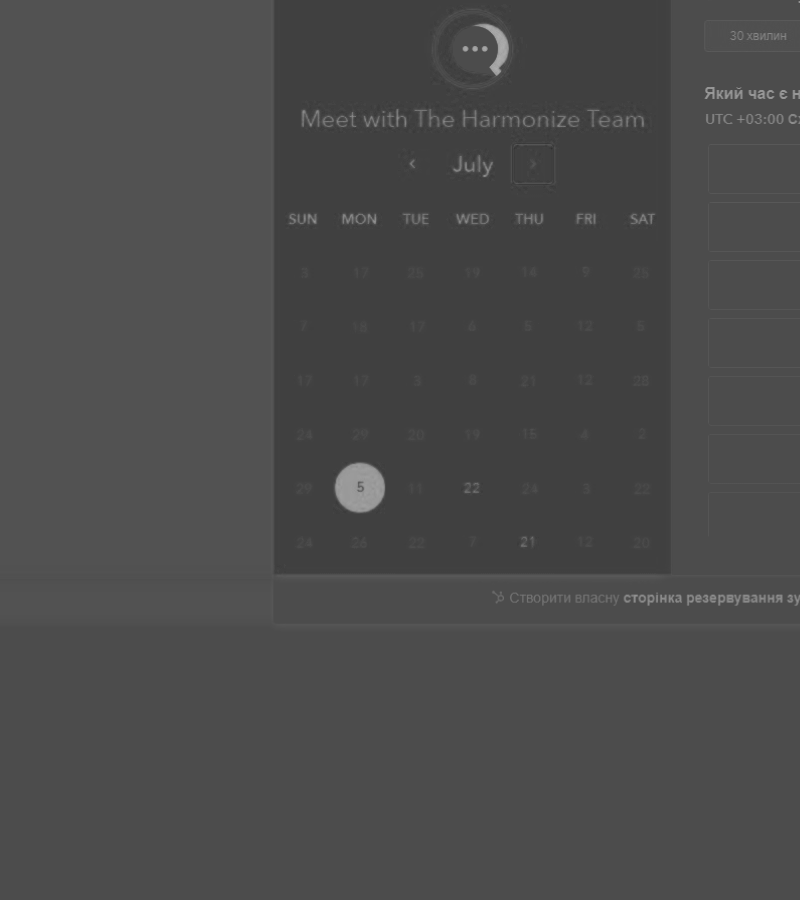 30 хвилин
Meet with The Harmonize Team
Який час є н
UTC +03:00
July
SUN MON TUE WED THU FRI SAT
3 17 25 19 14 9 25
7 18 17 6 5 12 5
17 17 3 8 21 12 28
24 29 20 19 15 4 2
29 5 11 22 24 3 22
24 26 22 7 21 12 20
Створити власну сторінка резервування зу